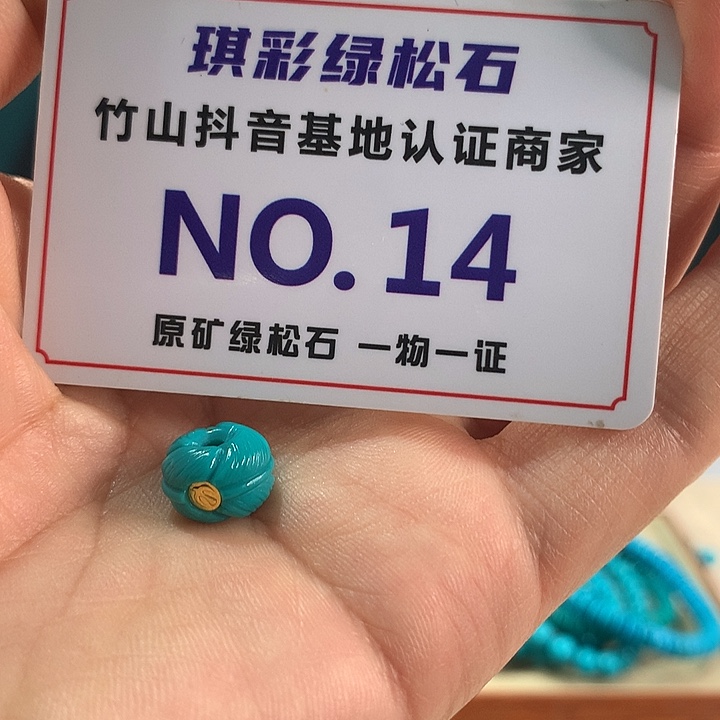 琪彩绿松石
竹山抖音基地认证商家
NO.14
原矿绿松石 一物一证